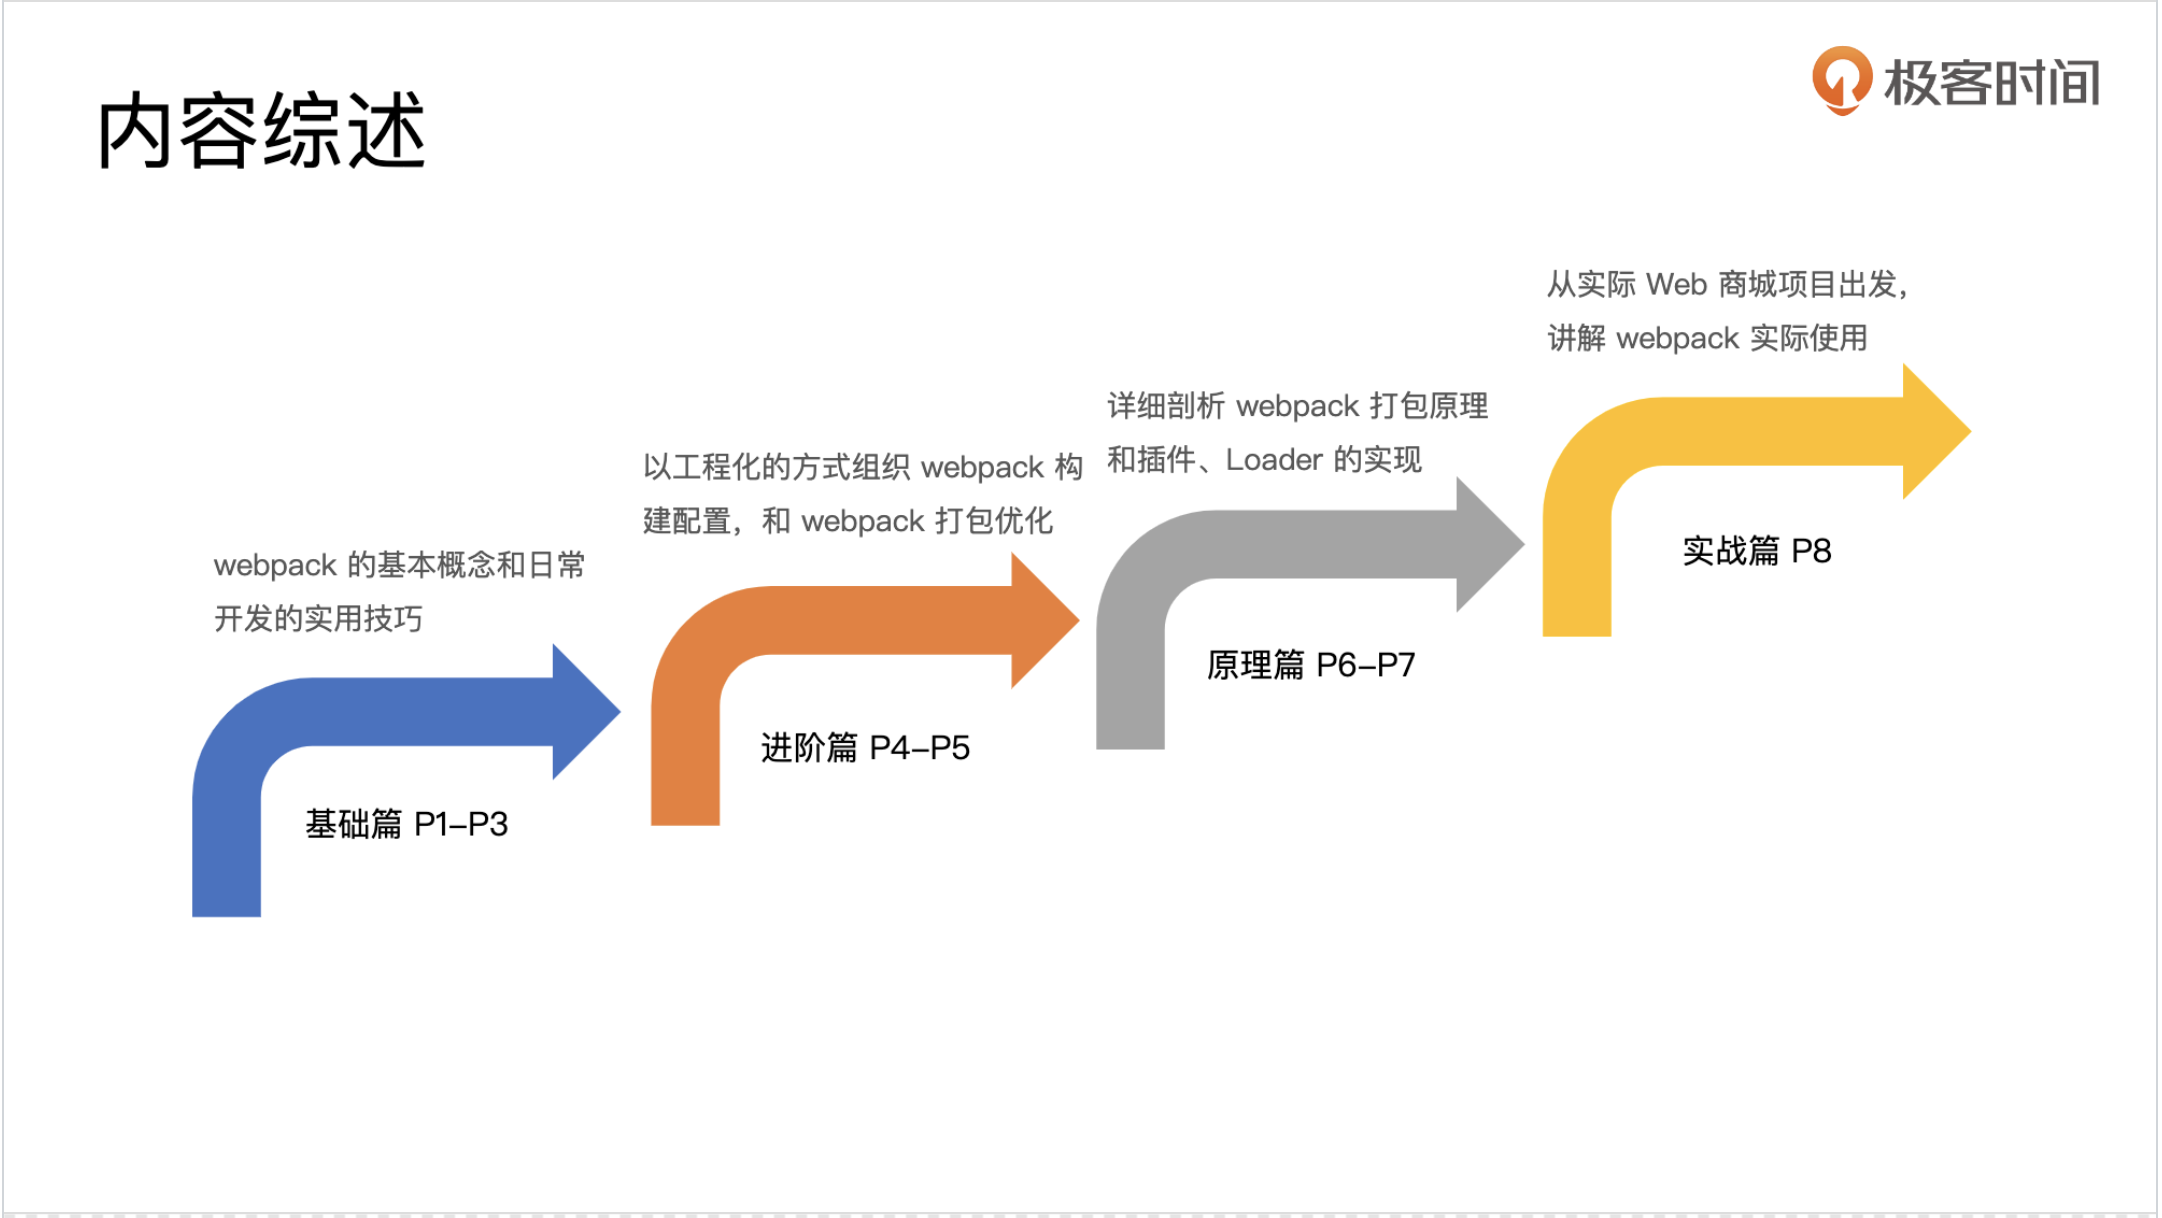 内容综述
极客时间
webpack 的基本概念和日常
开发的实用技巧
基础篇 P1–P3
以工程化的方式组织 webpack 构
建配置，和 webpack 打包优化
进阶篇 P4–P5
详细剖析 webpack 打包原理
和插件、Loader 的实现
原理篇 P6–P7
从实际 Web 商城项目出发，
讲解 webpack 实际使用
实战篇 P8